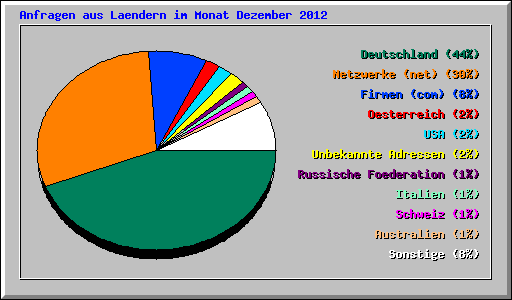 Anfragen aus Laendern im Monat Dezember 2012
Deutschland (44%)
Netzwerke (net) (30%)
Firmen (com) (8%)
Oesterreich (2%)
USA (2%)
Unbekannte Adressen (2%)
Russische Foederation (1%)
Italien (1%)
Schweiz (1%)
Australien (1%)
Sonstige (8%)